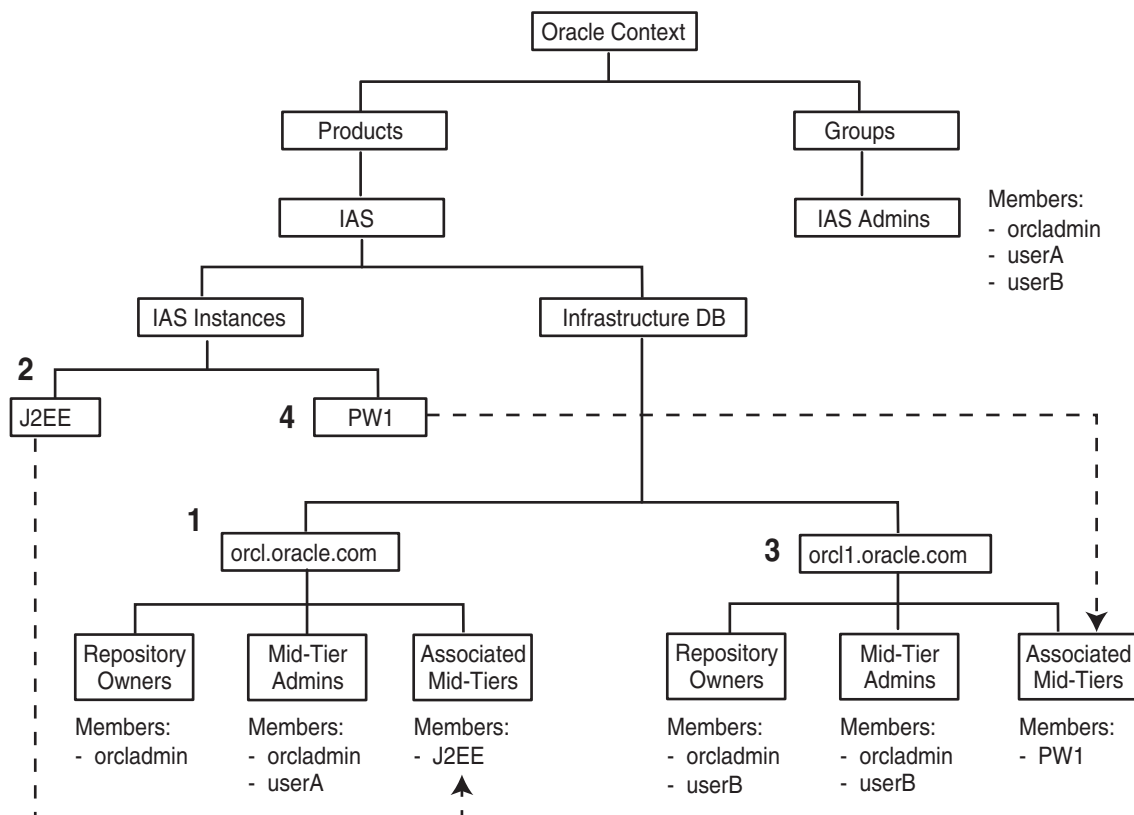 Oracle Context
Products
Groups
IAS
IAS Admins
Members:
- orcladmin
- userA
- userB
IAS Instances
Infrastructure DB
2
J2EE
4
PW1
1
orcl.oracle.com
3
orcl1.oracle.com
Repository
Owners
Mid-Tier
Admins
Associated
Mid-Tiers
Repository
Owners
Mid-Tier
Admins
Associated
Mid-Tiers
Members:
- orcladmin
Members:
- orcladmin
- userA
Members:
- J2EE
Members:
- orcladmin
- userB
Members:
- orcladmin
- userB
Members:
- PW1